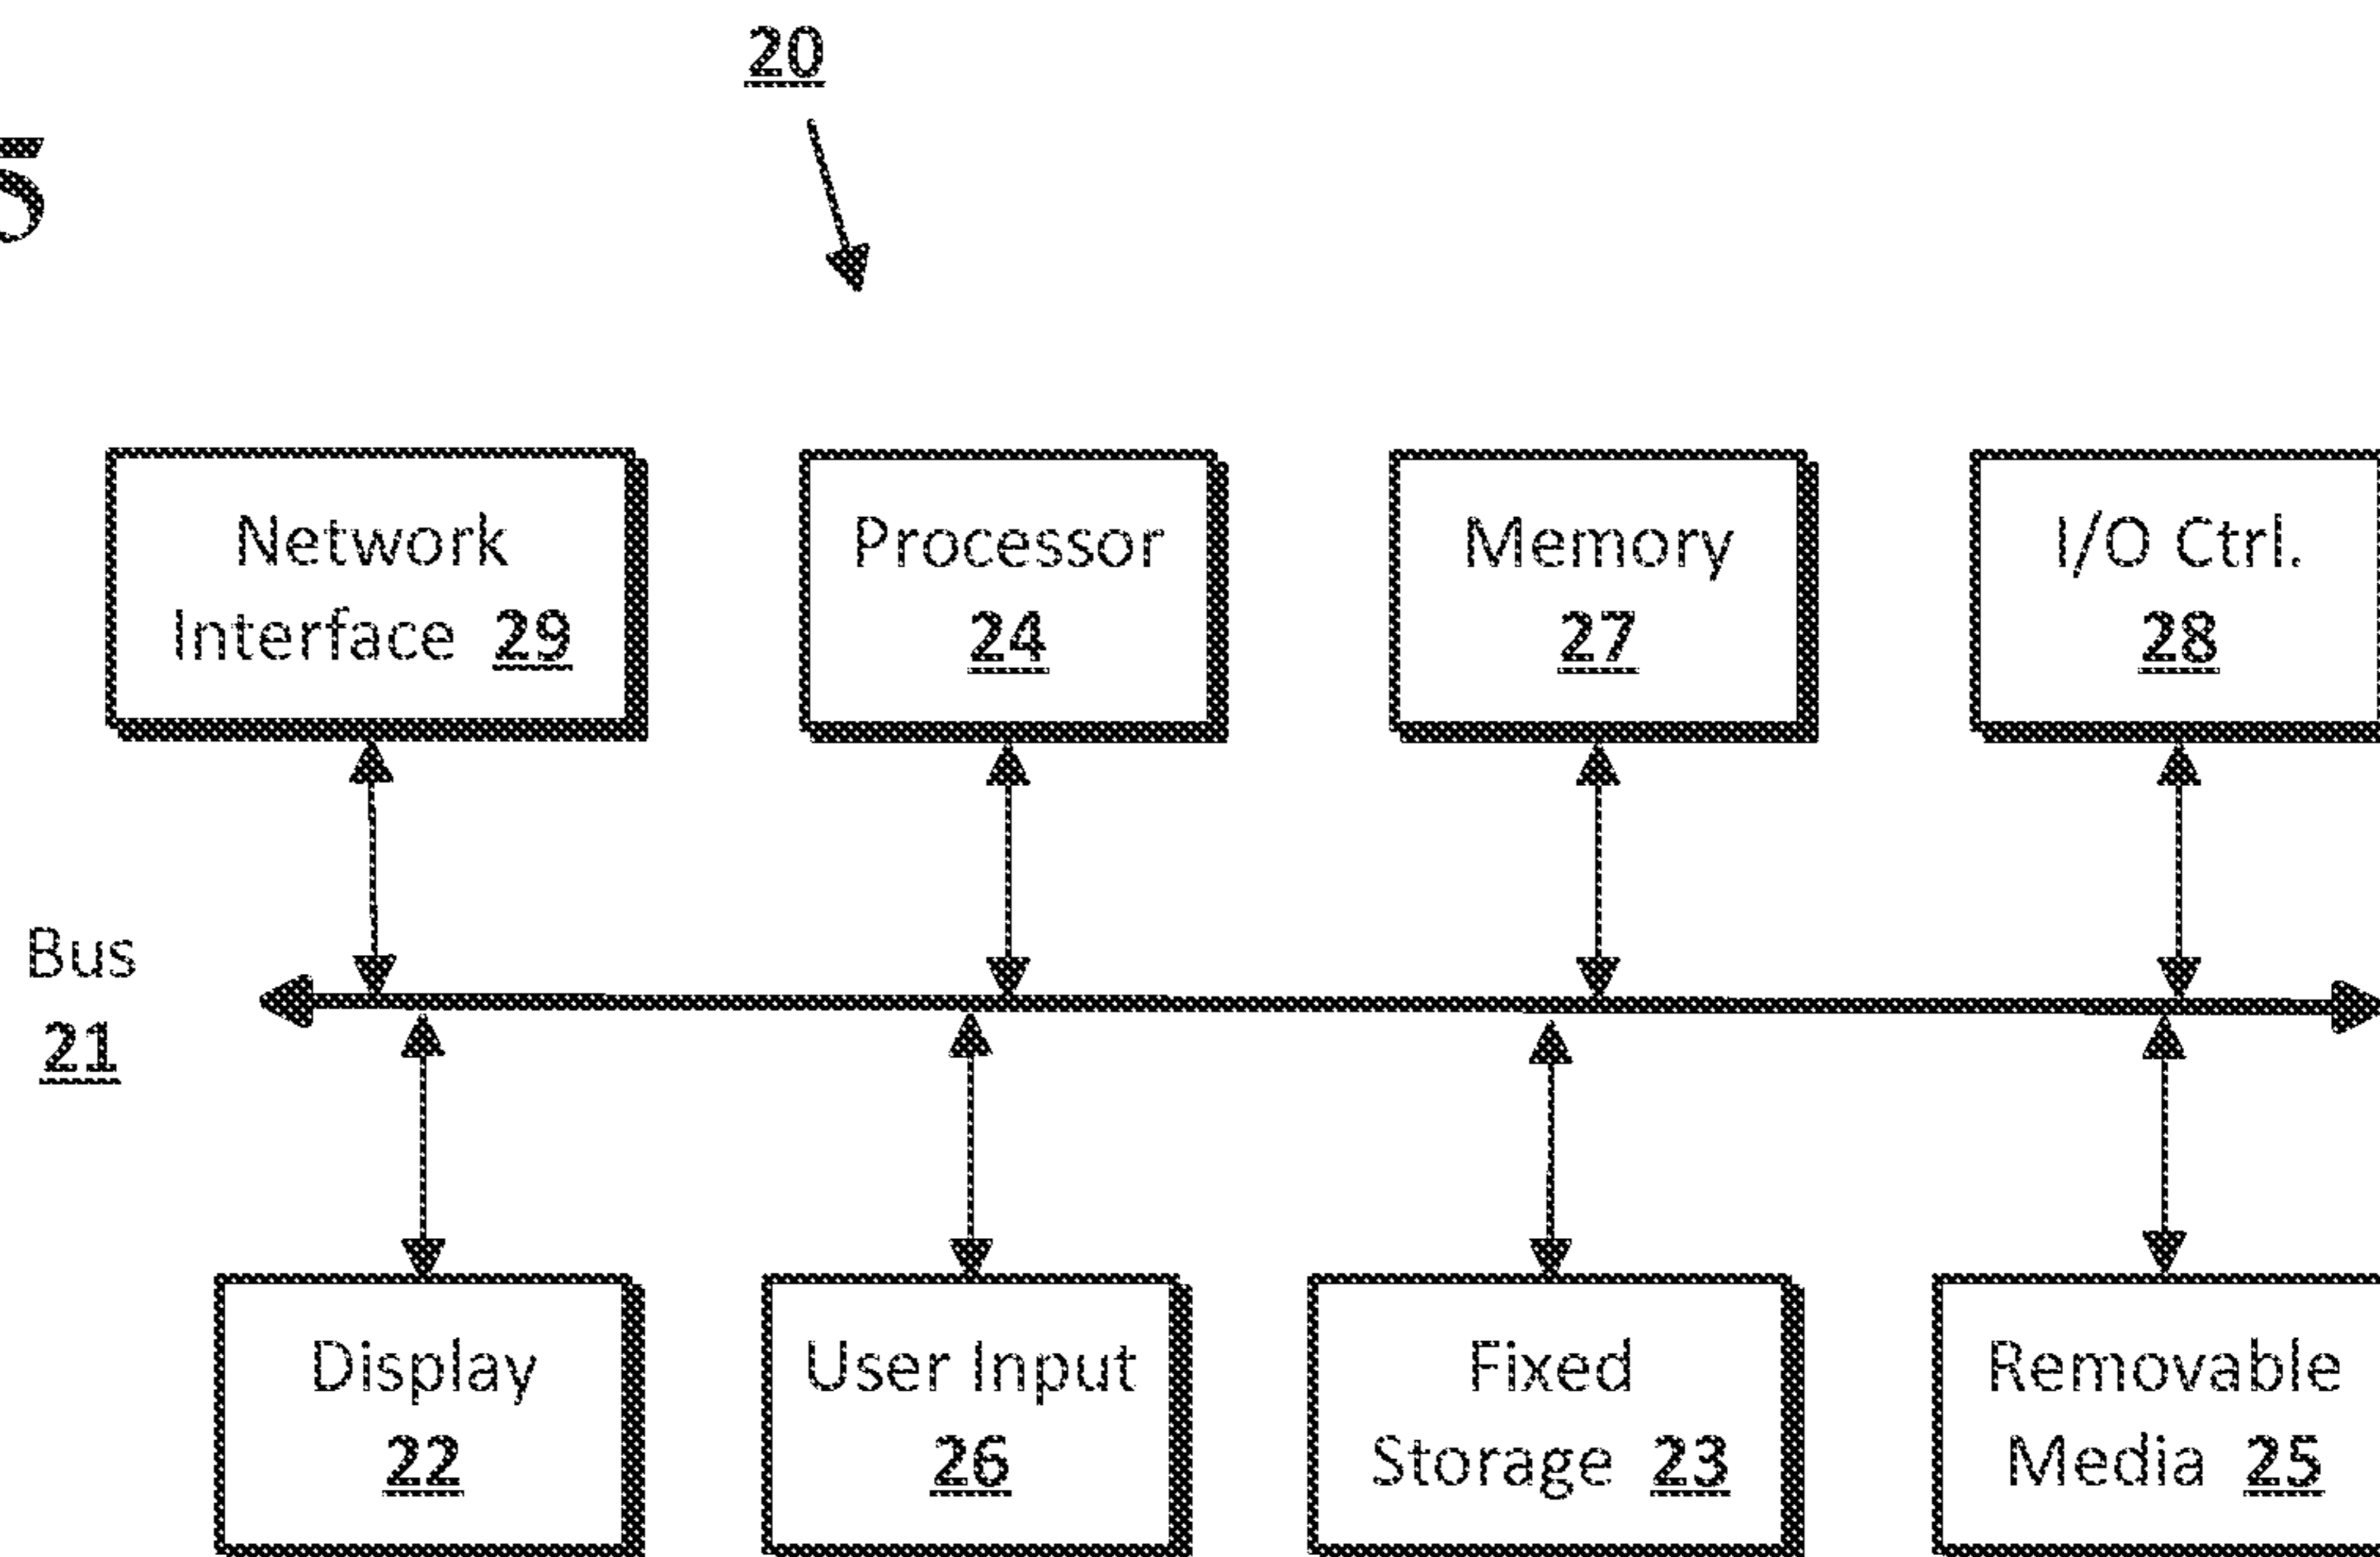 20
5
Network
Interface 29
Processor
24
Memory
27
I/O Ctrl.
28
Bus
21
Display
22
User Input
26
Fixed
Storage 23
Removable
Media 25